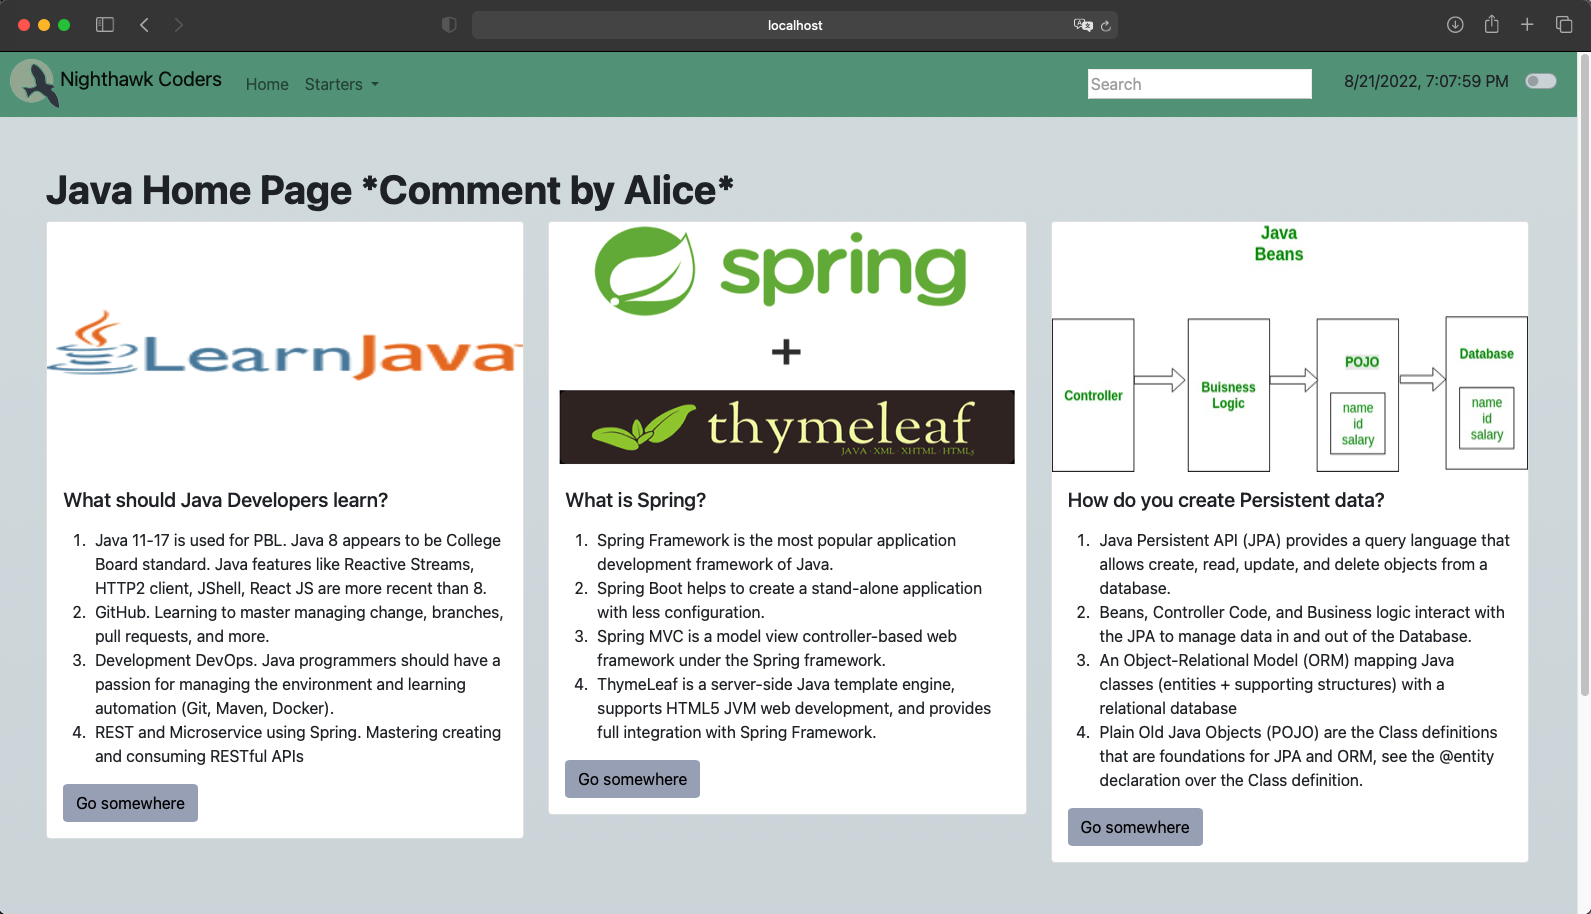 localhost
Nighthawk Coders
Home
Starters
Search
8/21/2022, 7:07:59 PM
Java Home Page *Comment by Alice*
LearnJava™
What should Java Developers learn?
1. Java 11-17 is used for PBL. Java 8 appears to be College
Board standard. Java features like Reactive Streams,
HTTP2 client, JShell, React JS are more recent than 8.
2. GitHub. Learning to master managing change, branches,
pull requests, and more.
3. Development DevOps. Java programmers should have a
passion for managing the environment and learning
automation (Git, Maven, Docker).
4. REST and Microservice using Spring. Mastering creating
and consuming RESTful APIs
Go somewhere
spring
+
thymeleaf
JAVA · XML · XHTML · HTML5
What is Spring?
1. Spring Framework is the most popular application
development framework of Java.
2. Spring Boot helps to create a stand-alone application
with less configuration.
3. Spring MVC is a model view controller-based web
framework under the Spring framework.
4. ThymeLeaf is a server-side Java template engine,
supports HTML5 JVM web development, and provides
full integration with Spring Framework.
Go somewhere
Java
Beans
Controller
Buisness
Logic
POJO
name
id
salary
Database
name
id
salary
How do you create Persistent data?
1. Java Persistent API (JPA) provides a query language that
allows create, read, update, and delete objects from a
database.
2. Beans, Controller Code, and Business logic interact with
the JPA to manage data in and out of the Database.
3. An Object-Relational Model (ORM) mapping Java
classes (entities + supporting structures) with a
relational database
4. Plain Old Java Objects (POJO) are the Class definitions
that are foundations for JPA and ORM, see the @entity
declaration over the Class definition.
Go somewhere